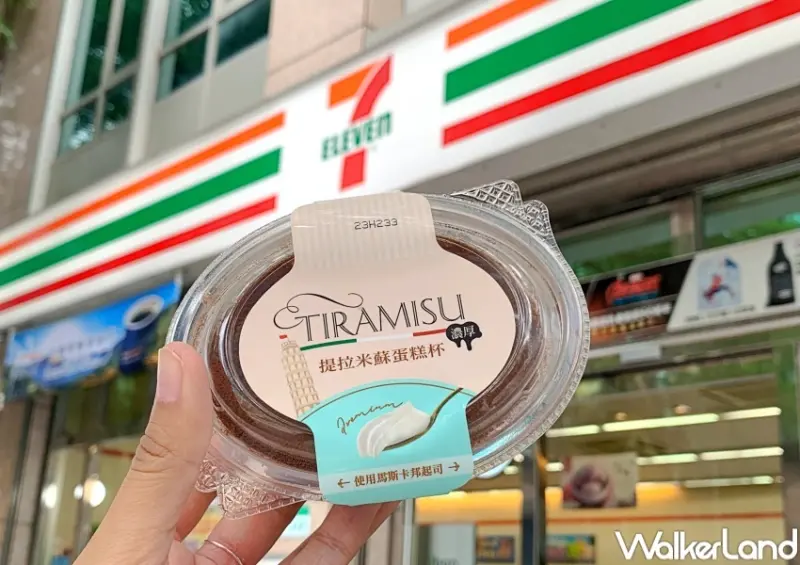 7
ELEVEN
23H233
TIRAMISU
濃厚
提拉米蘇蛋糕杯
Premium
← 使用馬斯卡邦起司 →
WalkerLand